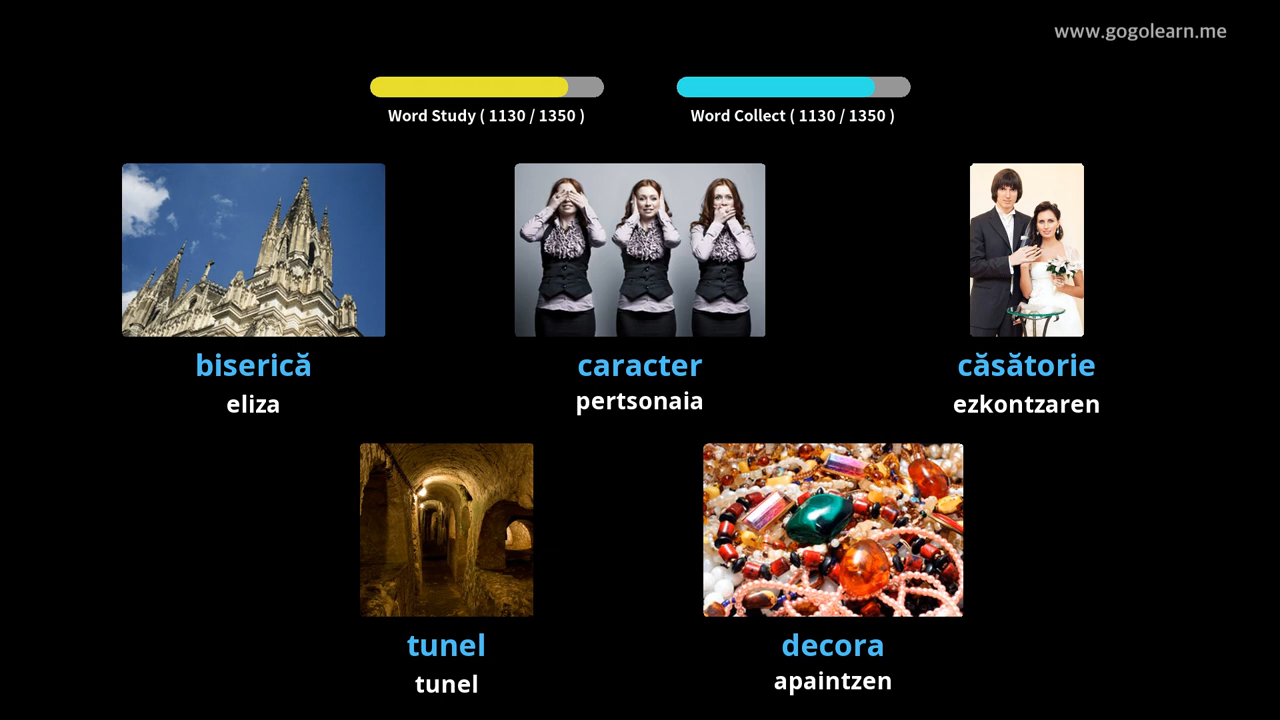 www.gogolearn.me
Word Study ( 1130 / 1350 )
Word Collect ( 1130 / 1350 )
biserică
eliza
caracter
pertsonaia
căsătorie
ezkontzaren
tunel
tunel
decora
apaintzen